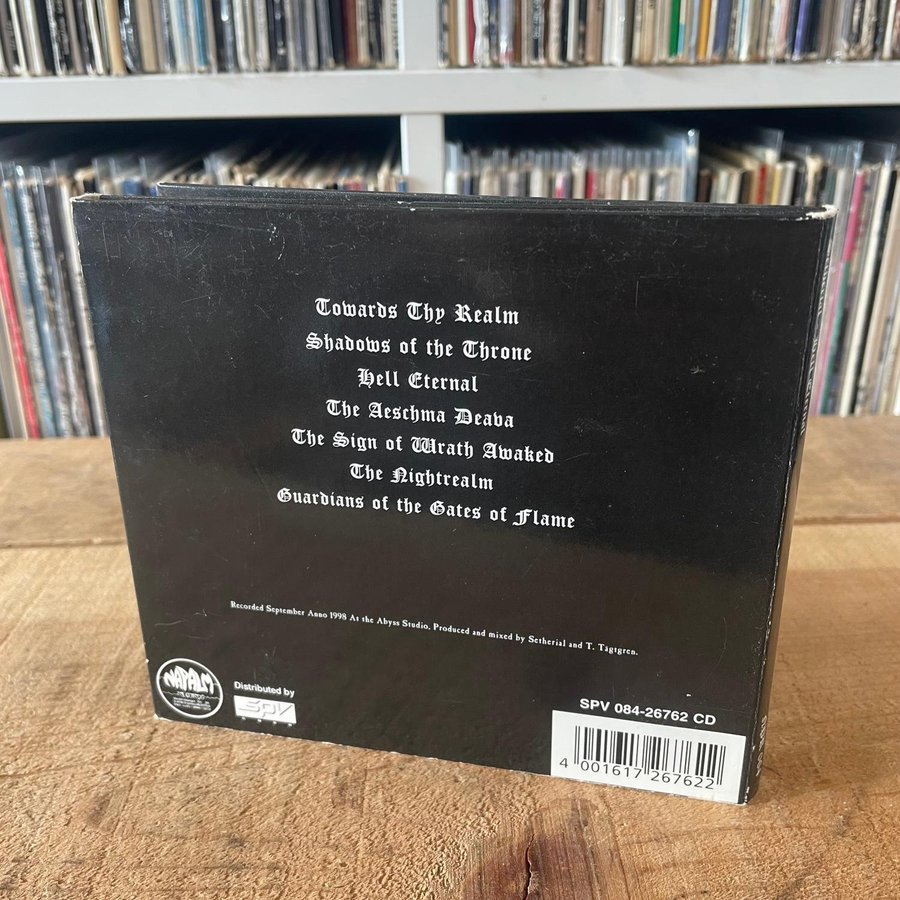 Towards Thy Realm
Shadows of the Throne
Hell Eternal
The Aeschma Deava
The Sign of Wrath Awaked
The Nightrealm
Guardians of the Gates of Flame
Recorded September Anno 1998 At the Abyss Studio. Produced and mixed by Setherial and T. Tägtgren.
NAPALM
RECORDS
Distributed by
SPV
SPV 084-26762 CD
4 001617 267622